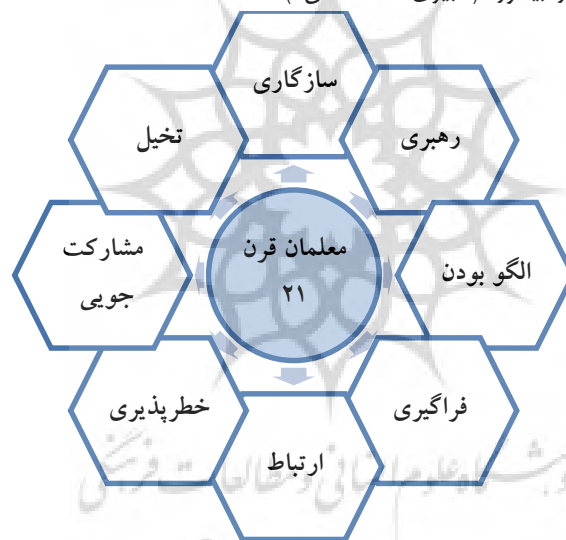 سازگاری
تخیل
رهبری
معلمان قرن
۲۱
مشارکت
جویی
الگو بودن
خطرپذیری
فراگیری
ارتباط